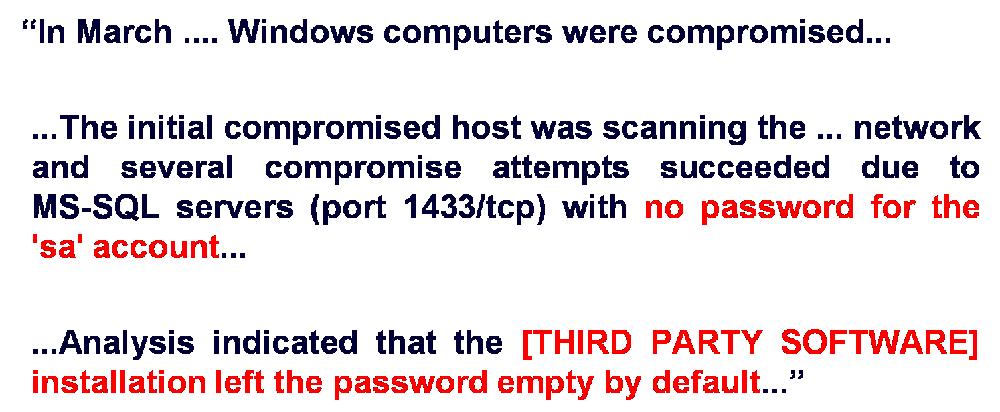 “In March .... Windows computers were compromised...
...The initial compromised host was scanning the ... network
and several compromise attempts succeeded due to
MS-SQL servers (port 1433/tcp) with no password for the
'sa' account...
...Analysis indicated that the [THIRD PARTY SOFTWARE]
installation left the password empty by default...”